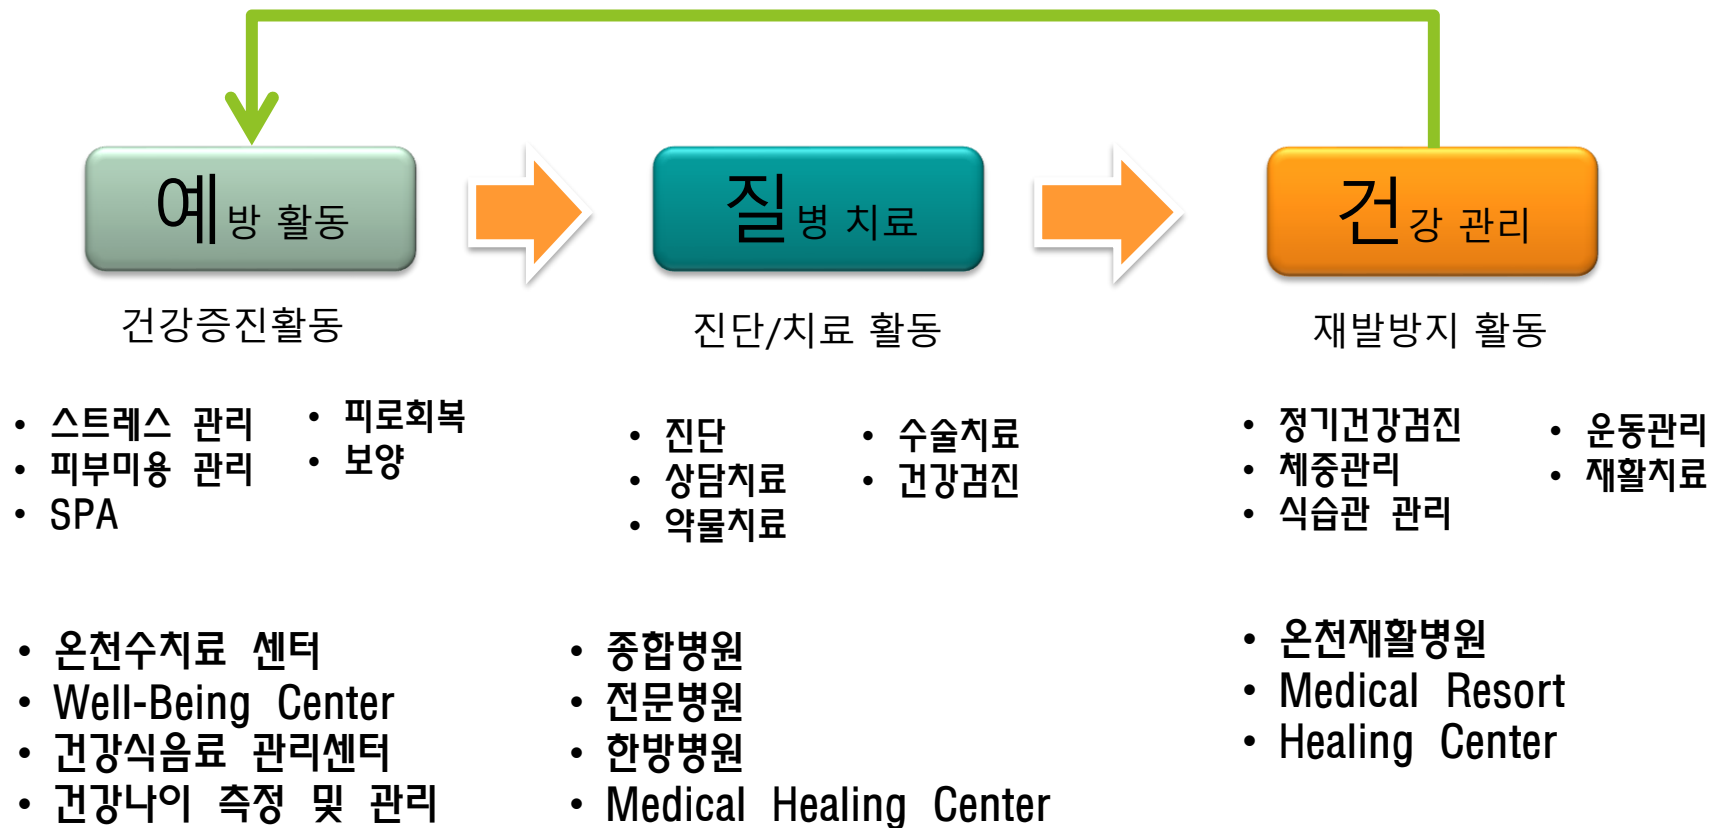 예방 활동
질병 치료
건강 관리
건강증진활동
진단/치료 활동
재발방지 활동
• 스트레스 관리
• 피부미용 관리
• SPA
• 피로회복
• 보양
• 진단
• 상담치료
• 약물치료
• 수술치료
• 건강검진
• 정기건강검진
• 체중관리
• 식습관 관리
• 운동관리
• 재활치료
• 온천수치료 센터
• Well-Being Center
• 건강식음료 관리센터
• 건강나이 측정 및 관리
• 종합병원
• 전문병원
• 한방병원
• Medical Healing Center
• 온천재활병원
• Medical Resort
• Healing Center